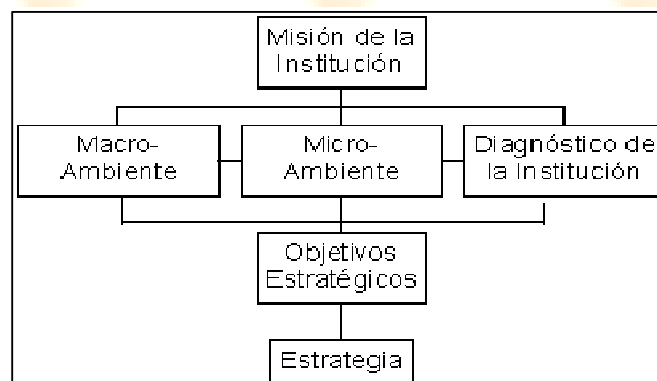 Misión de la
Institución
Macro-
Ambiente
Micro-
Ambiente
Diagnóstico de
la Institución
Objetivos
Estratégicos
Estrategia